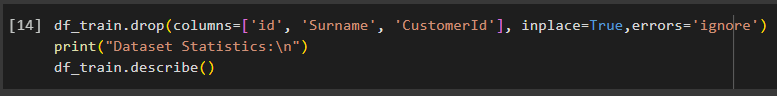 [14] df_train.drop(columns=['id', 'Surname', 'CustomerId'], inplace=True,errors='ignore')
print("Dataset Statistics:\n")
df_train.describe()